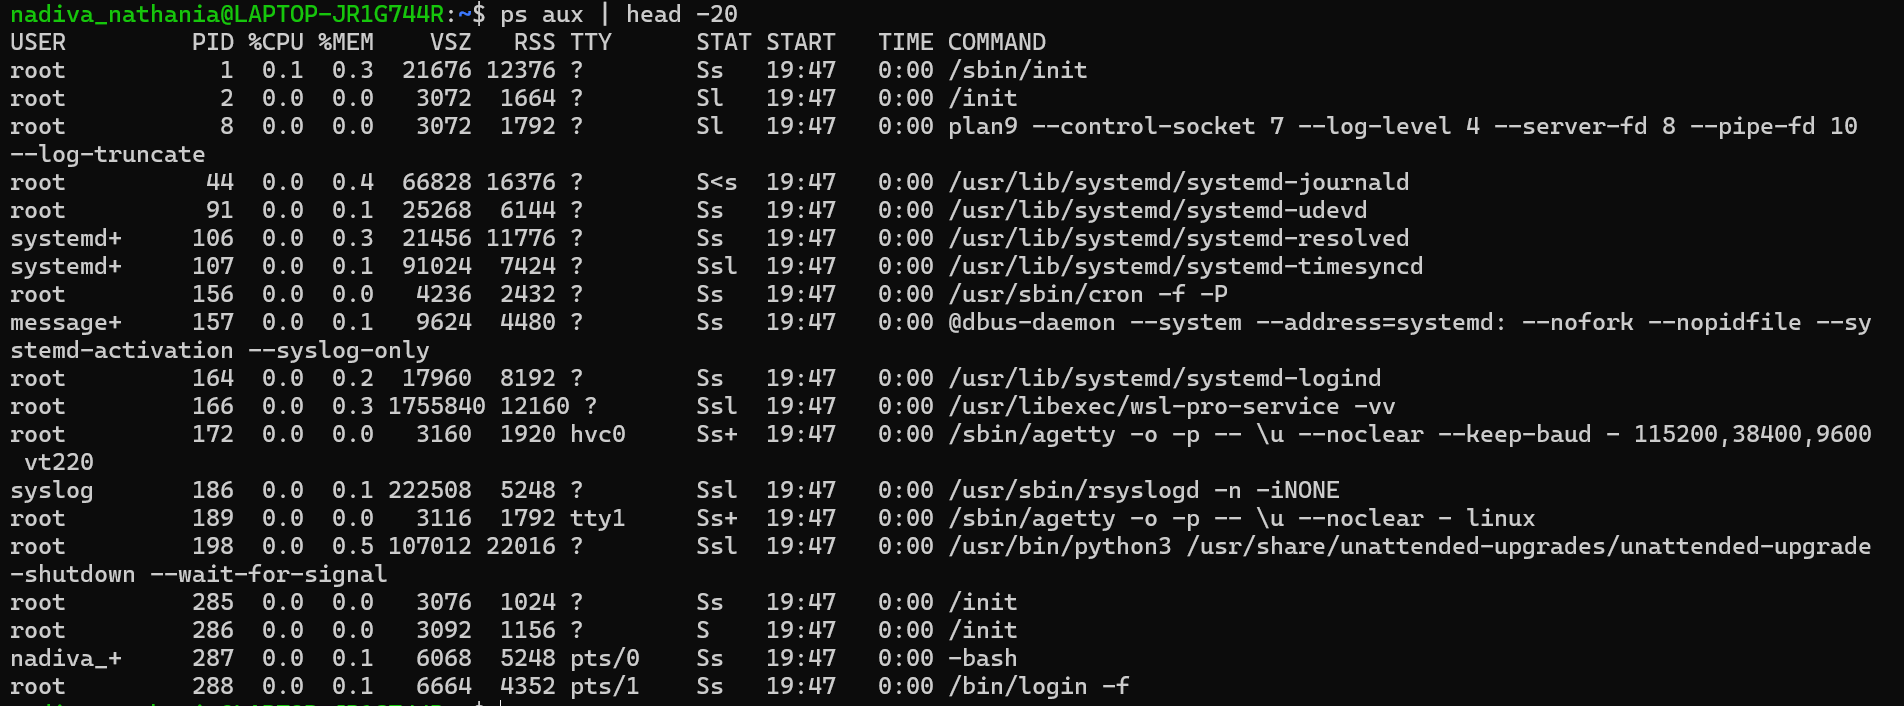 nadiva_nathania@LAPTOP-JR1G744R:~$ ps aux | head -20
USER         PID %CPU %MEM    VSZ   RSS TTY      STAT START   TIME COMMAND
root           1  0.1  0.3  21676 12376 ?        Ss   19:47   0:00 /sbin/init
root           2  0.0  0.0   3072  1664 ?        Sl   19:47   0:00 /init
root           8  0.0  0.0   3072  1792 ?        Sl   19:47   0:00 plan9 --control-socket 7 --log-level 4 --server-fd 8 --pipe-fd 10
--log-truncate
root          44  0.0  0.4  66828 16376 ?        S<s  19:47   0:00 /usr/lib/systemd/systemd-journald
root          91  0.0  0.1  25268  6144 ?        Ss   19:47   0:00 /usr/lib/systemd/systemd-udevd
systemd+     106  0.0  0.3  21456 11776 ?        Ss   19:47   0:00 /usr/lib/systemd/systemd-resolved
systemd+     107  0.0  0.1  91024  7424 ?        Ssl  19:47   0:00 /usr/lib/systemd/systemd-timesyncd
root         156  0.0  0.0   4236  2432 ?        Ss   19:47   0:00 /usr/sbin/cron -f -P
message+     157  0.0  0.1   9624  4480 ?        Ss   19:47   0:00 @dbus-daemon --system --address=systemd: --nofork --nopidfile --sy
stemd-activation --syslog-only
root         164  0.0  0.2  17960  8192 ?        Ss   19:47   0:00 /usr/lib/systemd/systemd-logind
root         166  0.0  0.3 1755840 12160 ?       Ssl  19:47   0:00 /usr/libexec/wsl-pro-service -vv
root         172  0.0  0.0   3160  1920 hvc0     Ss+  19:47   0:00 /sbin/agetty -o -p -- \u --noclear --keep-baud - 115200,38400,9600
 vt220
syslog       186  0.0  0.1 222508  5248 ?        Ssl  19:47   0:00 /usr/sbin/rsyslogd -n -iNONE
root         189  0.0  0.0   3116  1792 tty1     Ss+  19:47   0:00 /sbin/agetty -o -p -- \u --noclear - linux
root         198  0.0  0.5 107012 22016 ?        Ssl  19:47   0:00 /usr/bin/python3 /usr/share/unattended-upgrades/unattended-upgrade
-shutdown --wait-for-signal
root         285  0.0  0.0   3076  1024 ?        Ss   19:47   0:00 /init
root         286  0.0  0.0   3092  1156 ?        S    19:47   0:00 /init
nadiva_+     287  0.0  0.1   6068  5248 pts/0    Ss   19:47   0:00 -bash
root         288  0.0  0.1   6664  4352 pts/1    Ss   19:47   0:00 /bin/login -f